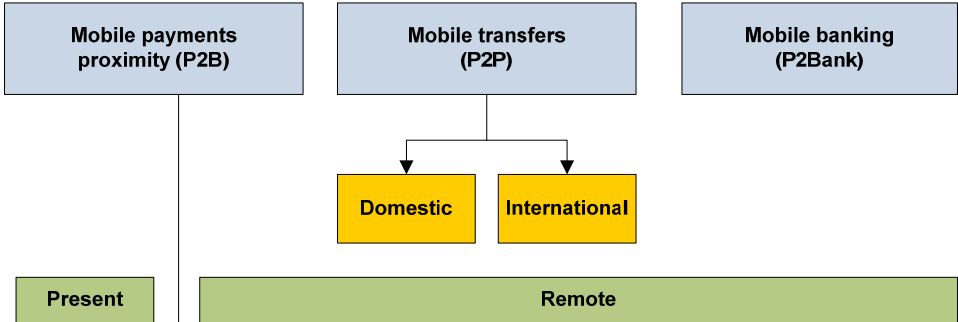 Mobile payments
proximity (P2B)
Mobile transfers
(P2P)
Mobile banking
(P2Bank)
Domestic
International
Present
Remote